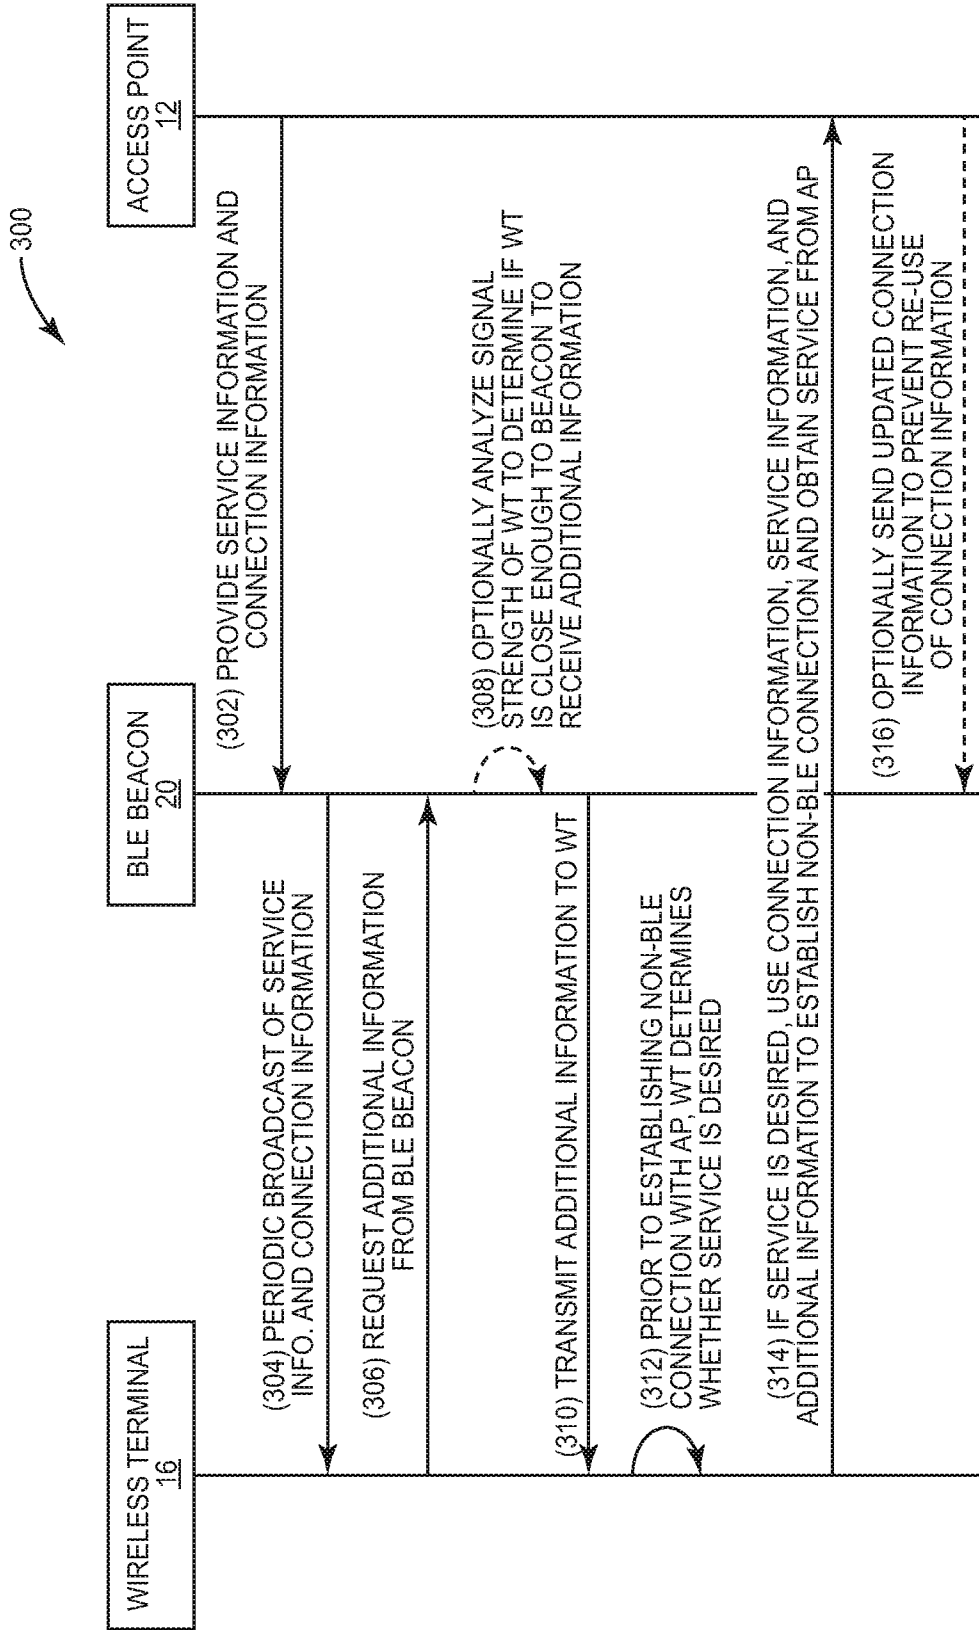 300
WIRELESS TERMINAL
16
BLE BEACON
20
ACCESS POINT
12
(302) PROVIDE SERVICE INFORMATION AND
CONNECTION INFORMATION
(304) PERIODIC BROADCAST OF SERVICE
INFO. AND CONNECTION INFORMATION
(306) REQUEST ADDITIONAL INFORMATION
FROM BLE BEACON
(308) OPTIONALLY ANALYZE SIGNAL
STRENGTH OF WT TO DETERMINE IF WT
IS CLOSE ENOUGH TO BEACON TO
RECEIVE ADDITIONAL INFORMATION
(310) TRANSMIT ADDITIONAL INFORMATION TO WT
(312) PRIOR TO ESTABLISHING NON-BLE
CONNECTION WITH AP, WT DETERMINES
WHETHER SERVICE IS DESIRED
(314) IF SERVICE IS DESIRED, USE CONNECTION INFORMATION, SERVICE INFORMATION, AND
ADDITIONAL INFORMATION TO ESTABLISH NON-BLE CONNECTION AND OBTAIN SERVICE FROM AP
(316) OPTIONALLY SEND UPDATED CONNECTION
INFORMATION TO PREVENT RE-USE
OF CONNECTION INFORMATION